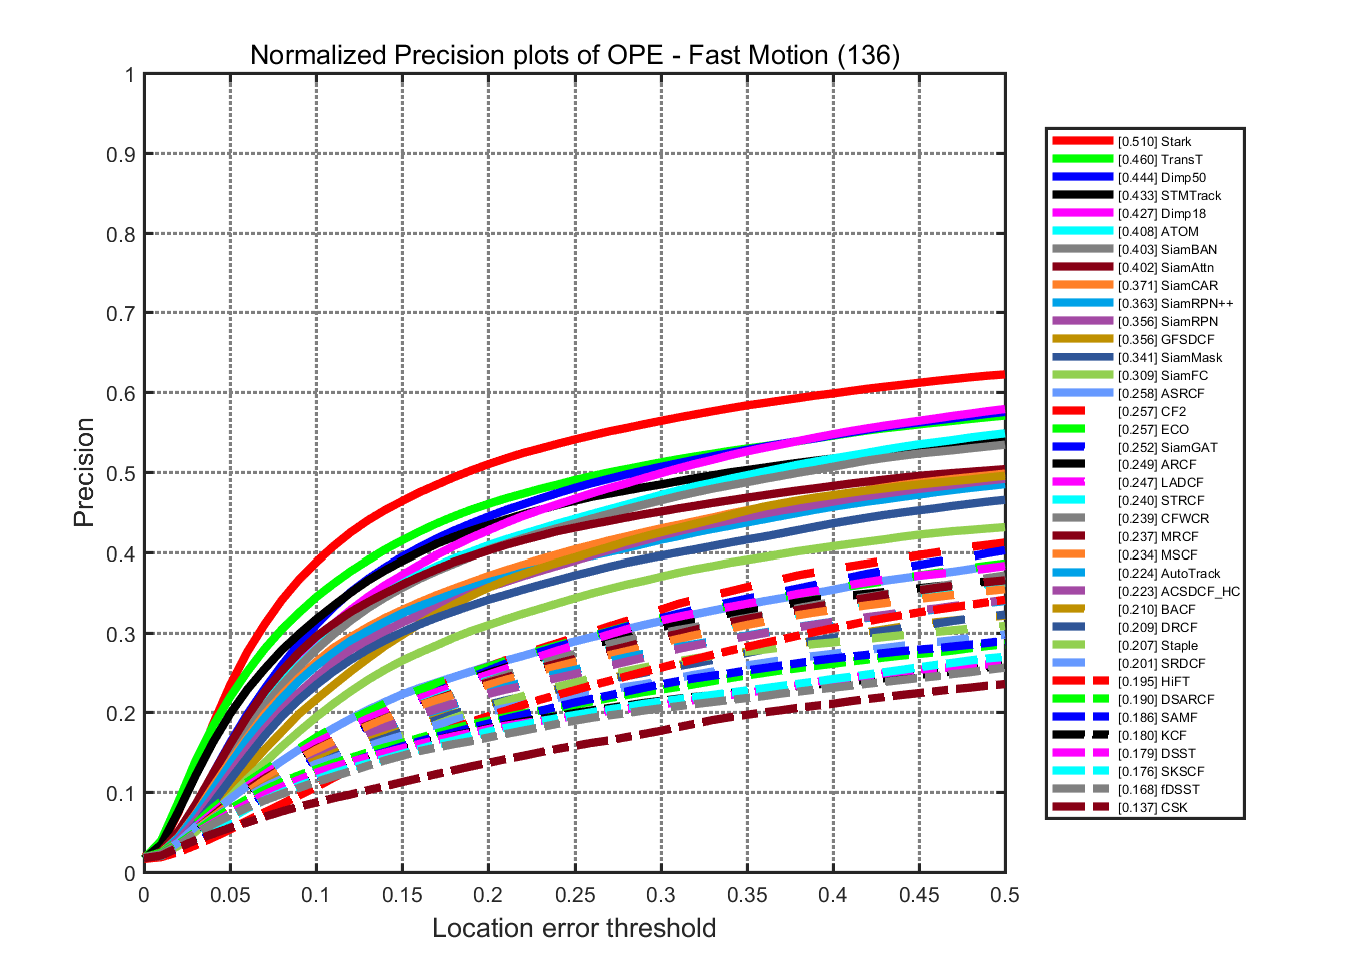 Normalized Precision plots of OPE - Fast Motion (136)
1
0.9
0.8
0.7
0.6
0.5
0.4
0.3
0.2
0.1
0
Precision
0 0.05 0.1 0.15 0.2 0.25 0.3 0.35 0.4 0.45 0.5
Location error threshold
[0.510] Stark
[0.460] TransT
[0.444] Dimp50
[0.433] STMTrack
[0.427] Dimp18
[0.408] ATOM
[0.403] SiamBAN
[0.402] SiamAttn
[0.371] SiamCAR
[0.363] SiamRPN++
[0.356] SiamRPN
[0.356] GFSDCF
[0.341] SiamMask
[0.309] SiamFC
[0.258] ASRCF
[0.257] CF2
[0.257] ECO
[0.252] SiamGAT
[0.249] ARCF
[0.247] LADCF
[0.240] STRCF
[0.239] CFWCR
[0.237] MRCF
[0.234] MSCF
[0.224] AutoTrack
[0.223] ACSDCF_HC
[0.210] BACF
[0.209] DRCF
[0.207] Staple
[0.201] SRDCF
[0.195] HiFT
[0.190] DSARCF
[0.186] SAMF
[0.180] KCF
[0.179] DSST
[0.176] SKSCF
[0.168] fDSST
[0.137] CSK